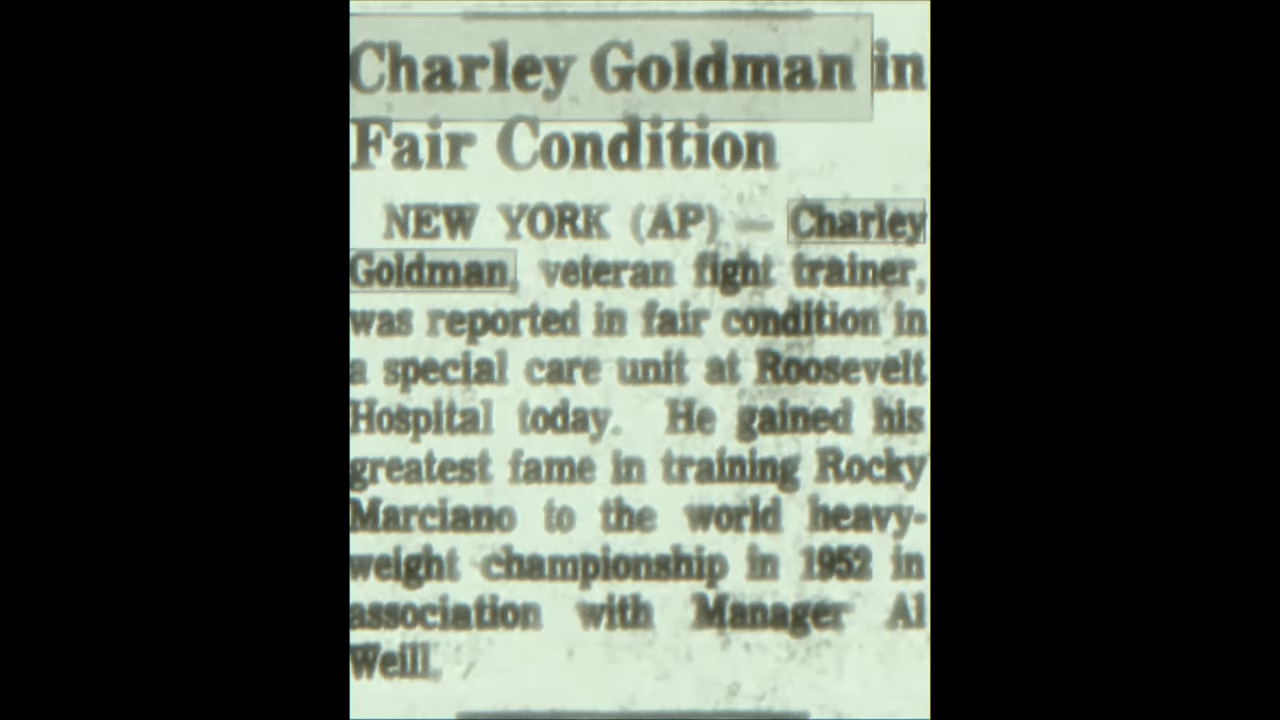 Charley Goldman in
Fair Condition
NEW YORK (AP) — Charley
Goldman, veteran fight trainer,
was reported in fair condition in
a special care unit at Roosevelt
Hospital today. He gained his
greatest fame in training Rocky
Marciano to the world heavy-
weight championship in 1952 in
association with Manager Al
Weill.